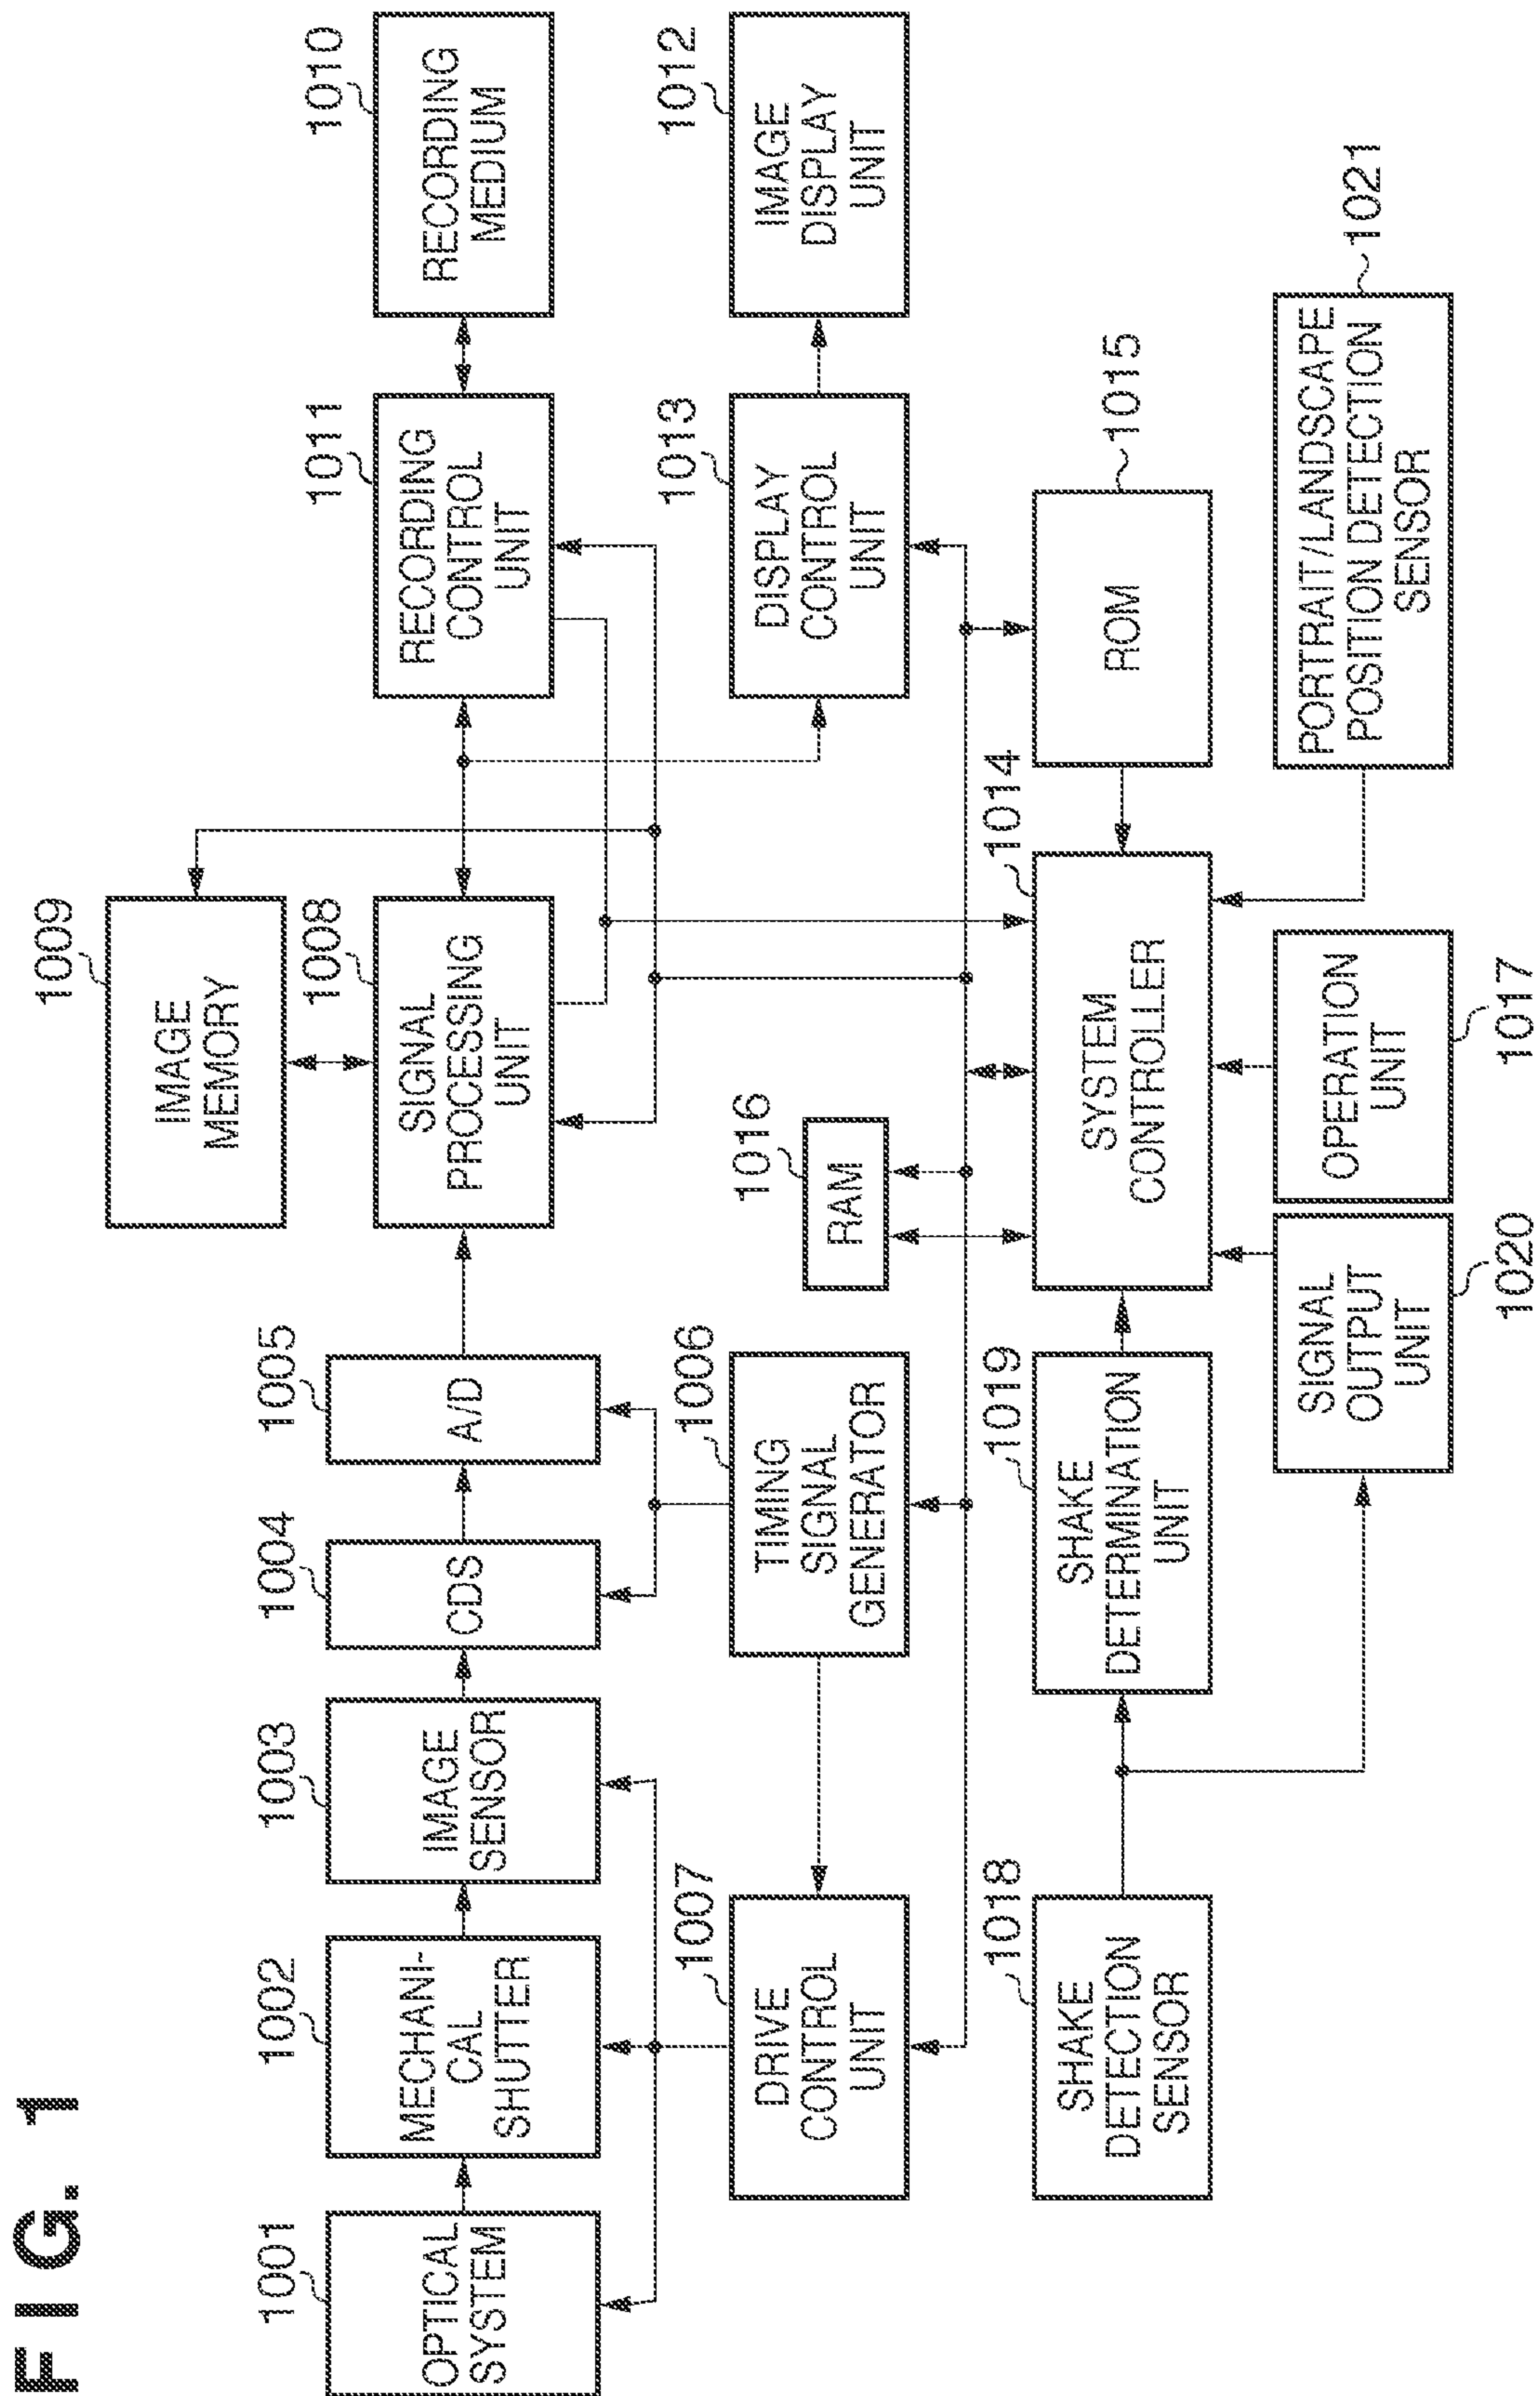 FIG. 1
1001
OPTICAL
SYSTEM
1002
MECHANI-
CAL
SHUTTER
1003
IMAGE
SENSOR
1004
CDS
1005
A/D
1009
IMAGE
MEMORY
1008
SIGNAL
PROCESSING
UNIT
1011
RECORDING
CONTROL
UNIT
1010
RECORDING
MEDIUM
1007
DRIVE
CONTROL
UNIT
1006
TIMING
SIGNAL
GENERATOR
1016
RAM
1013
DISPLAY
CONTROL
UNIT
1012
IMAGE
DISPLAY
UNIT
1018
SHAKE
DETECTION
SENSOR
1019
SHAKE
DETERMINATION
UNIT
1014
SYSTEM
CONTROLLER
ROM
1015
SIGNAL
OUTPUT
UNIT
1020
OPERATION
UNIT
1017
PORTRAIT/LANDSCAPE
POSITION DETECTION
SENSOR
1021